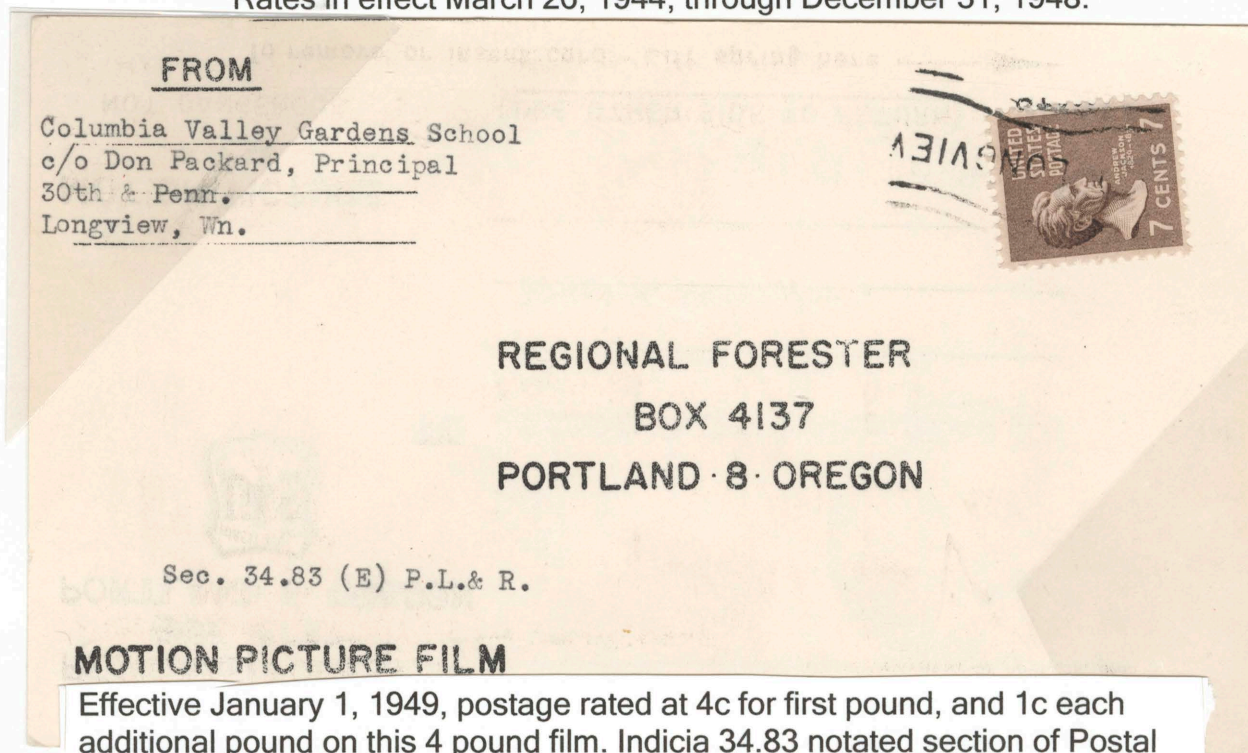 Rates in effect March 26, 1944, through December 31, 1948.
FROM
Columbia Valley Gardens School
c/o Don Packard, Principal
30th & Penn.
Longview, Wn.
UNITED
STATES
POSTAGE
ANDREW
JACKSON
7 CENTS 7
REGIONAL FORESTER
BOX 4137
PORTLAND · 8 · OREGON
Sec. 34.83 (E) P.L.& R.
MOTION PICTURE FILM
Effective January 1, 1949, postage rated at 4c for first pound, and 1c each
additional pound on this 4 pound film. Indicia 34.83 notated section of Postal